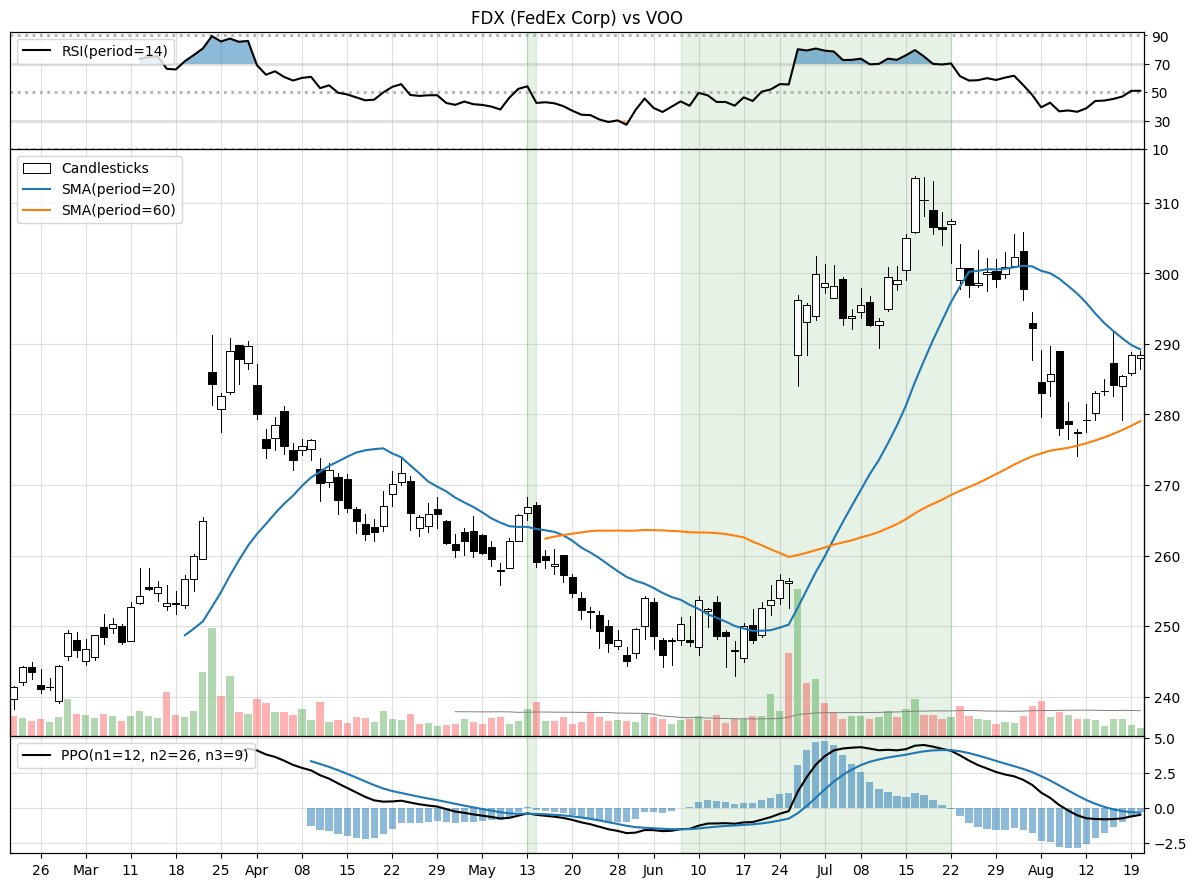 FDX (FedEx Corp) vs VOO
RSI(period=14)
90
70
50
30
10
Candlesticks
SMA(period=20)
SMA(period=60)
310
300
290
280
270
260
250
240
PPO(n1=12, n2=26, n3=9)
5.0
2.5
0.0
−2.5
26 Mar 11 18 25 Apr 08 15 22 29 May 13 20 28 Jun 10 17 24 Jul 08 15 22 29 Aug 12 19